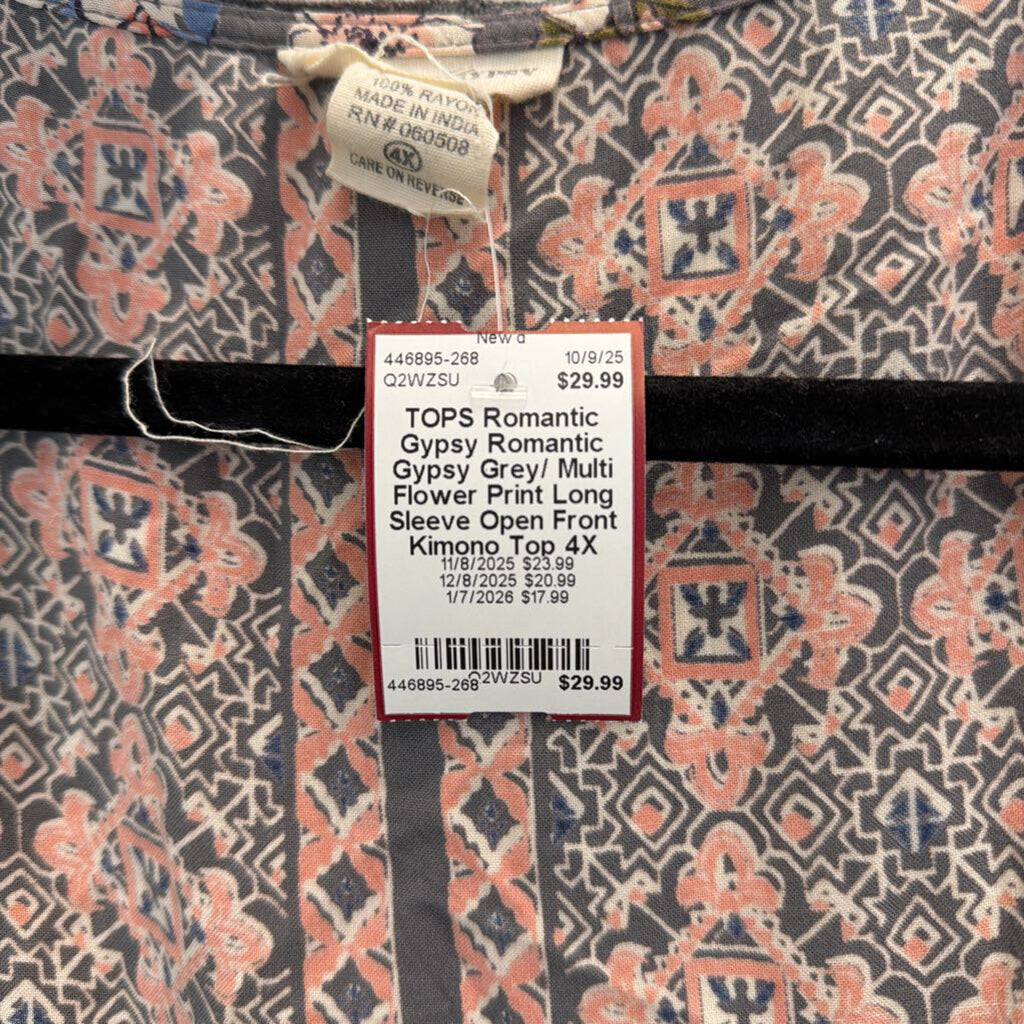 100% RAYON
MADE IN INDIA
RN# 060508
4X
CARE ON REVERSE
New
446895-268 10/9/25
Q2WZSU $29.99
TOPS Romantic
Gypsy Romantic
Gypsy Grey/ Multi
Flower Print Long
Sleeve Open Front
Kimono Top 4X
11/8/2025 $23.99
12/8/2025 $20.99
1/7/2026 $17.99
Q2WZSU
446895-268 $29.99